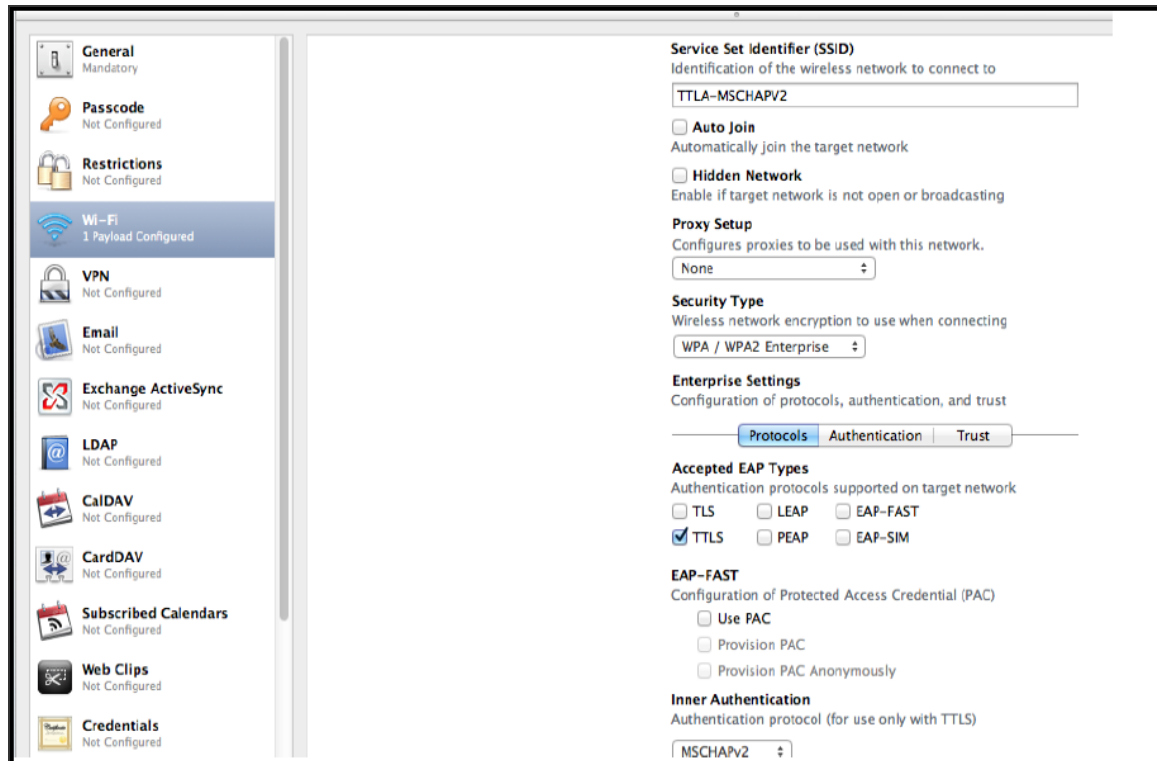 General
Mandatory
Passcode
Not Configured
Restrictions
Not Configured
Wi-Fi
1 Payload Configured
VPN
Not Configured
Email
Not Configured
Exchange ActiveSync
Not Configured
LDAP
Not Configured
CalDAV
Not Configured
CardDAV
Not Configured
Subscribed Calendars
Not Configured
Web Clips
Not Configured
Credentials
Not Configured
Service Set Identifier (SSID)
Identification of the wireless network to connect to
TTLA-MSCHAPV2
Auto Join
Automatically join the target network
Hidden Network
Enable if target network is not open or broadcasting
Proxy Setup
Configures proxies to be used with this network.
None
Security Type
Wireless network encryption to use when connecting
WPA / WPA2 Enterprise
Enterprise Settings
Configuration of protocols, authentication, and trust
Protocols Authentication Trust
Accepted EAP Types
Authentication protocols supported on target network
TLS LEAP EAP-FAST
TTLS PEAP EAP-SIM
EAP-FAST
Configuration of Protected Access Credential (PAC)
Use PAC
Provision PAC
Provision PAC Anonymously
Inner Authentication
Authentication protocol (for use only with TTLS)
MSCHAPv2